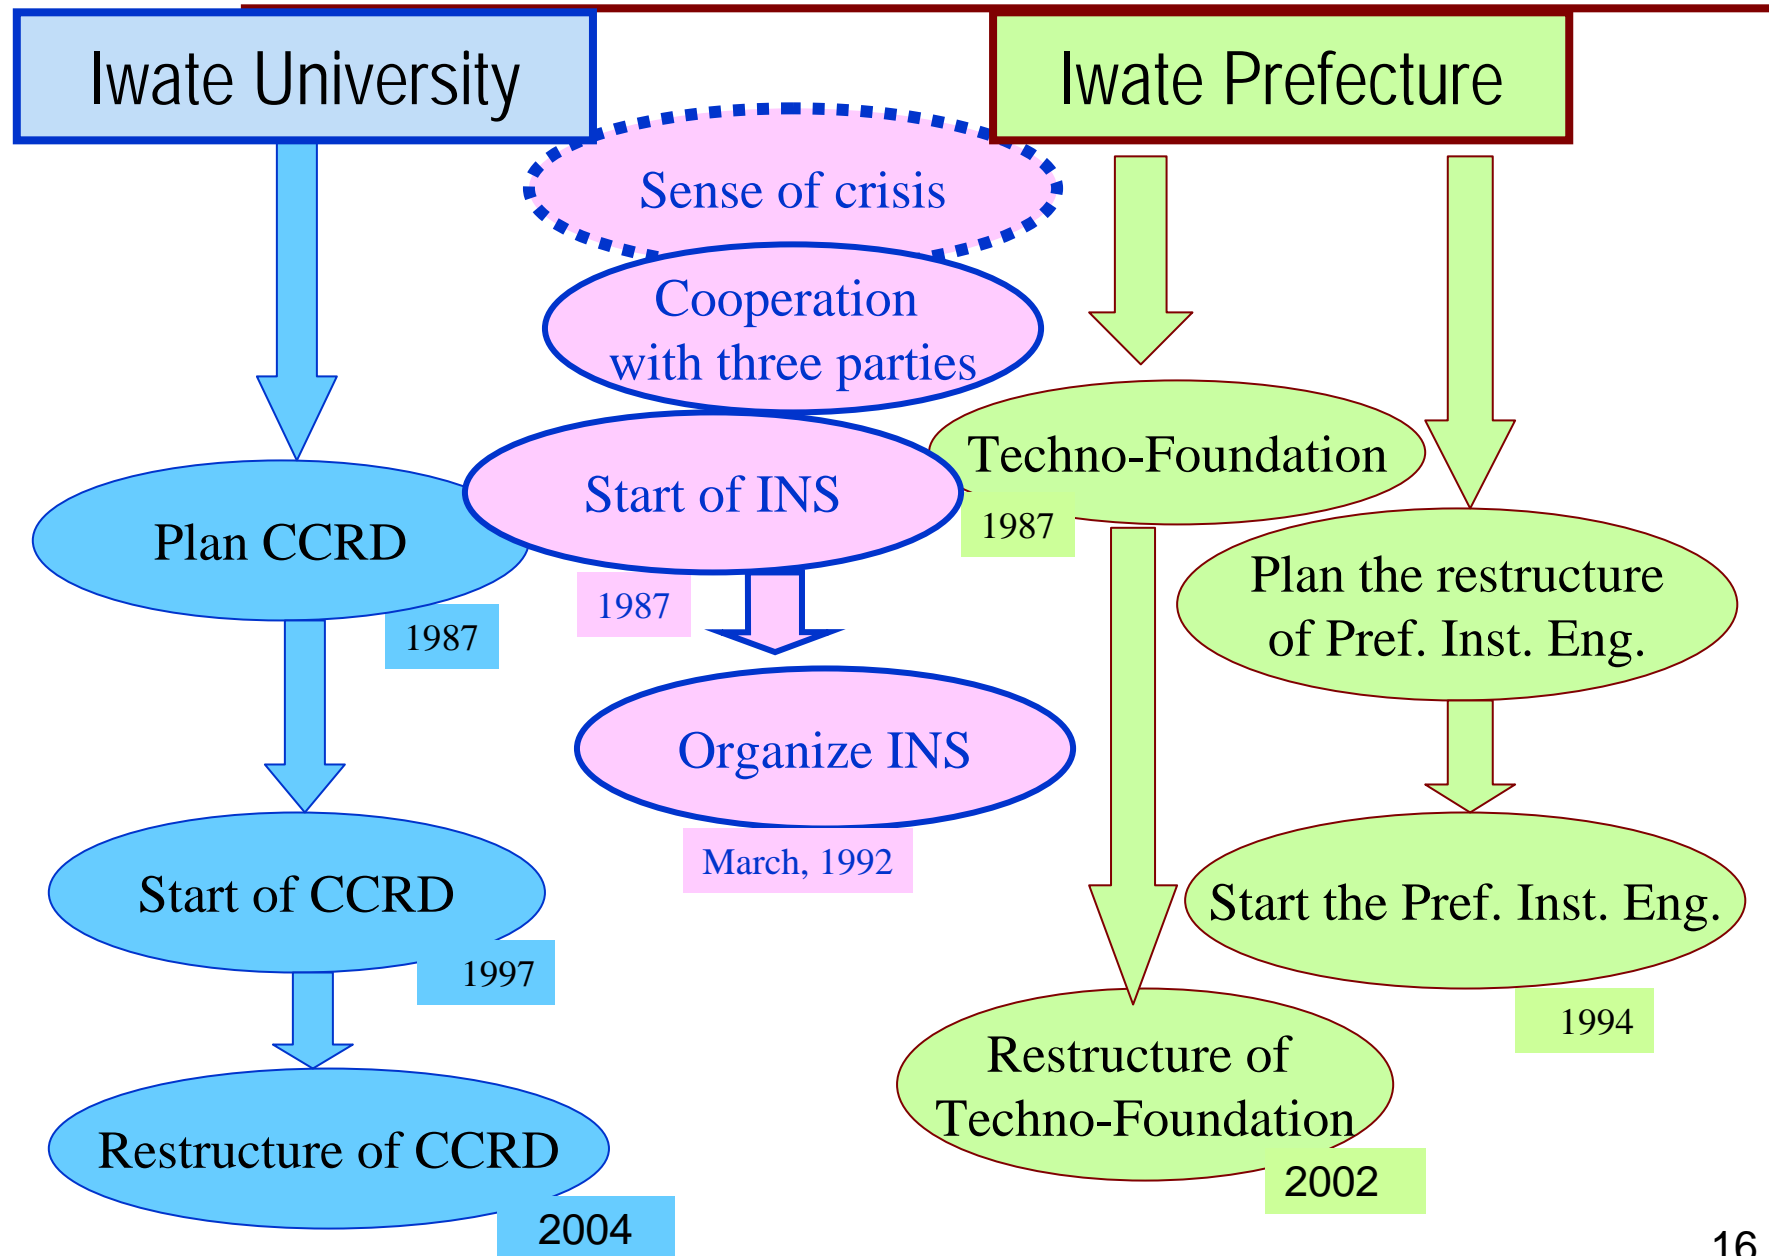 Iwate University
Iwate Prefecture
Sense of crisis
Cooperation
with three parties
Techno-Foundation
1987
Start of INS
1987
Plan CCRD
1987
Plan the restructure
of Pref. Inst. Eng.
Organize INS
March, 1992
Start of CCRD
1997
Start the Pref. Inst. Eng.
1994
Restructure of
Techno-Foundation
2002
Restructure of CCRD
2004
16